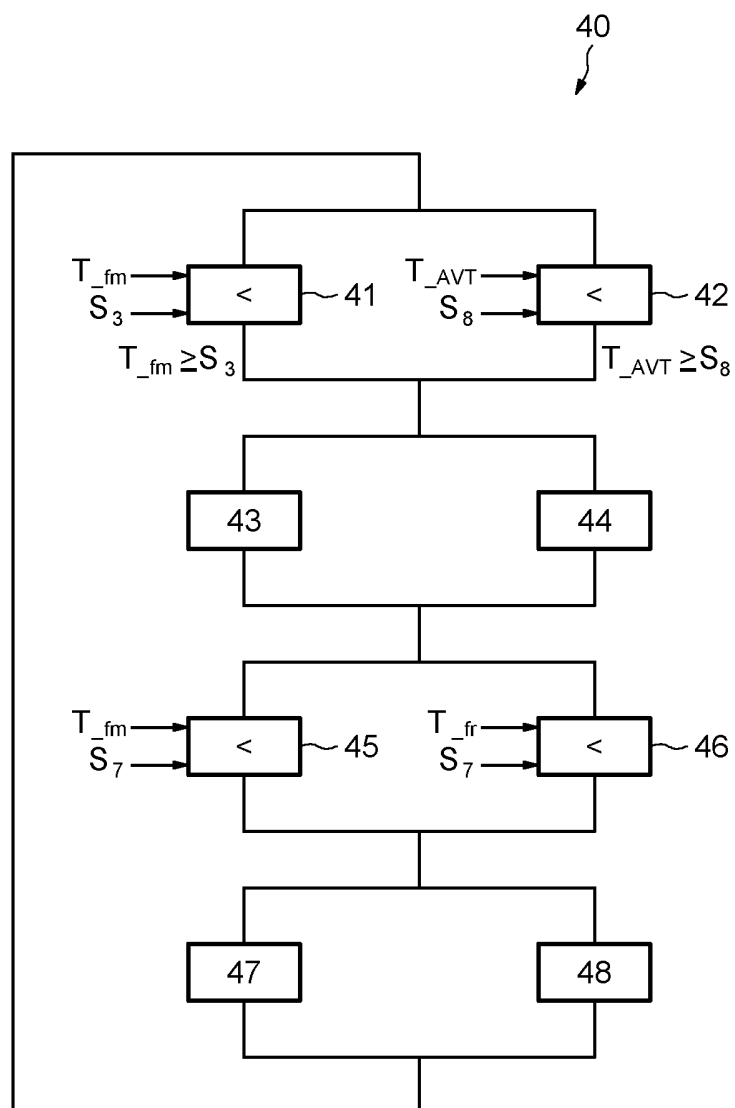 40
T_fm
S3
<
41
T_AVT
S8
<
42
T_fm ≥S3
T_AVT ≥S8
43
44
T_fm
S7
<
45
T_fr
S7
<
46
47
48